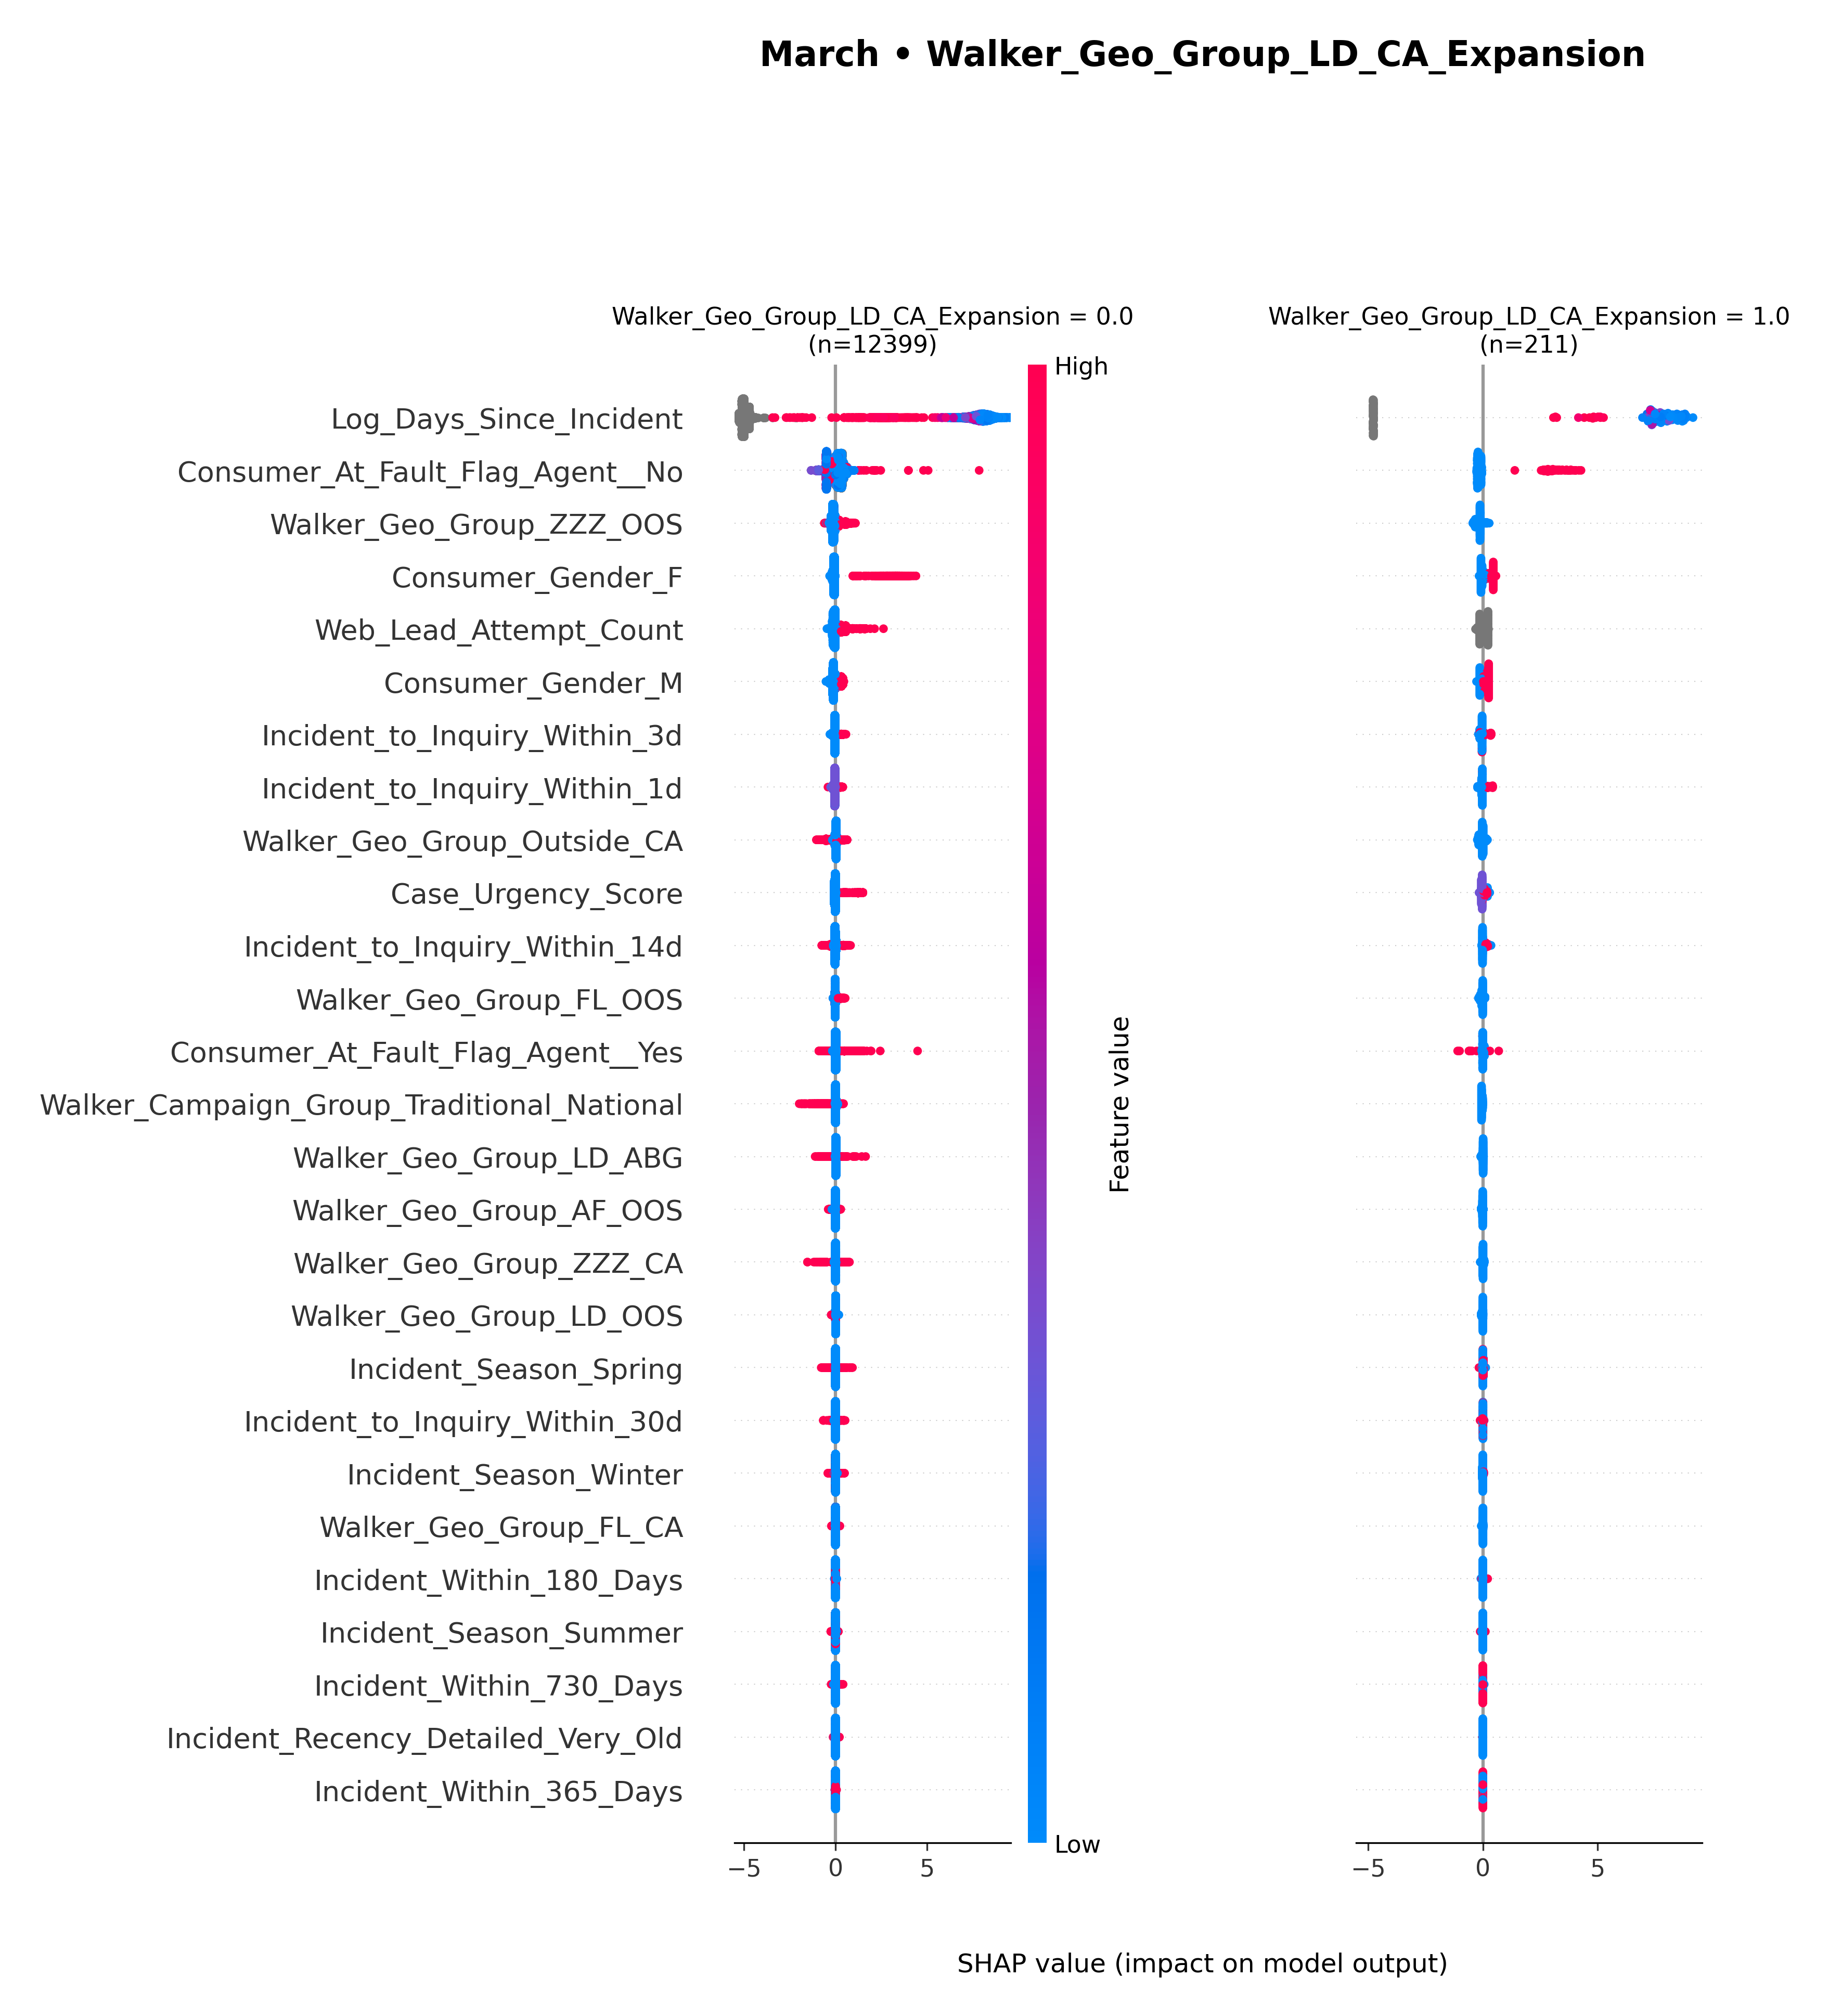 March • Walker_Geo_Group_LD_CA_Expansion
Walker_Geo_Group_LD_CA_Expansion = 0.0
(n=12399)
Walker_Geo_Group_LD_CA_Expansion = 1.0
(n=211)
High
Log_Days_Since_Incident
Consumer_At_Fault_Flag_Agent__No
Walker_Geo_Group_ZZZ_OOS
Consumer_Gender_F
Web_Lead_Attempt_Count
Consumer_Gender_M
Incident_to_Inquiry_Within_3d
Incident_to_Inquiry_Within_1d
Walker_Geo_Group_Outside_CA
Case_Urgency_Score
Incident_to_Inquiry_Within_14d
Walker_Geo_Group_FL_OOS
Consumer_At_Fault_Flag_Agent__Yes
Walker_Campaign_Group_Traditional_National
Walker_Geo_Group_LD_ABG
Walker_Geo_Group_AF_OOS
Walker_Geo_Group_ZZZ_CA
Walker_Geo_Group_LD_OOS
Incident_Season_Spring
Incident_to_Inquiry_Within_30d
Incident_Season_Winter
Walker_Geo_Group_FL_CA
Incident_Within_180_Days
Incident_Season_Summer
Incident_Within_730_Days
Incident_Recency_Detailed_Very_Old
Incident_Within_365_Days
Feature value
Low
−5 0 5
−5 0 5
SHAP value (impact on model output)